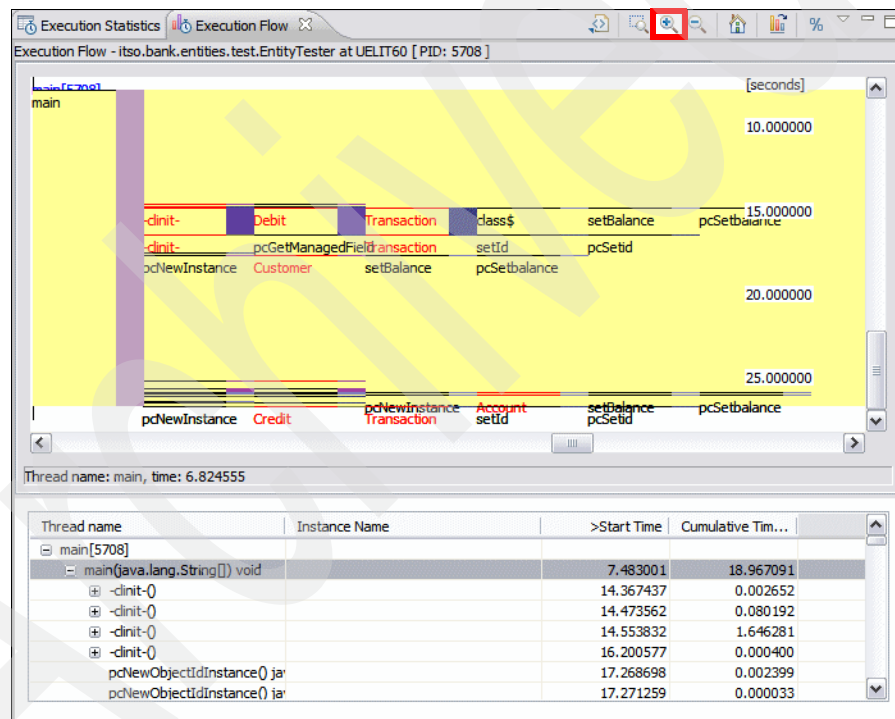 Execution Statistics Execution Flow
%
Execution Flow - itso.bank.entities.test.EntityTester at UELIT60 [ PID: 5708 ]
main[5708] [seconds]
main
10.000000
15.000000
-clinit- Debit Transaction class$ setBalance pcSetbalance
-clinit- pcGetManagedField Transaction setId pcSetid
pcNewInstance Customer setBalance pcSetbalance
20.000000
25.000000
pcNewInstance Account setBalance pcSetbalance
pcNewInstance Credit Transaction setId pcSetid
Thread name: main, time: 6.824555
Thread name Instance Name >Start Time Cumulative Tim...
main[5708]
main(java.lang.String[]) void 7.483001 18.967091
-clinit-() 14.367437 0.002652
-clinit-() 14.473562 0.080192
-clinit-() 14.553832 1.646281
-clinit-() 16.200577 0.000400
pcNewObjectIdInstance() jav 17.268698 0.002399
pcNewObjectIdInstance() jav 17.271259 0.000033